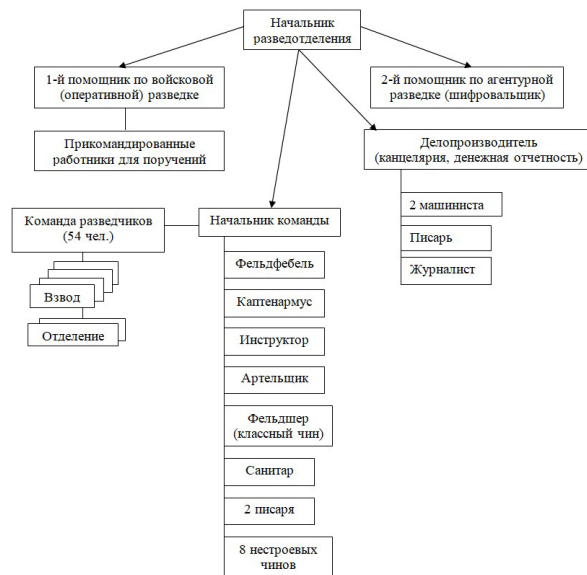 Начальник
разведотделения
1-й помощник по войсковой
(оперативной) разведке
2-й помощник по агентурной
разведке (шифровальщик)
Прикомандированные
работники для поручений
Делопроизводитель
(канцелярия, денежная отчетность)
2 машиниста
Писарь
Журналист
Команда разведчиков
(54 чел.)
Взвод
Отделение
Начальник команды
Фельдфебель
Каптенармус
Инструктор
Артельщик
Фельдшер
(классный чин)
Санитар
2 писаря
8 нестроевых
чинов